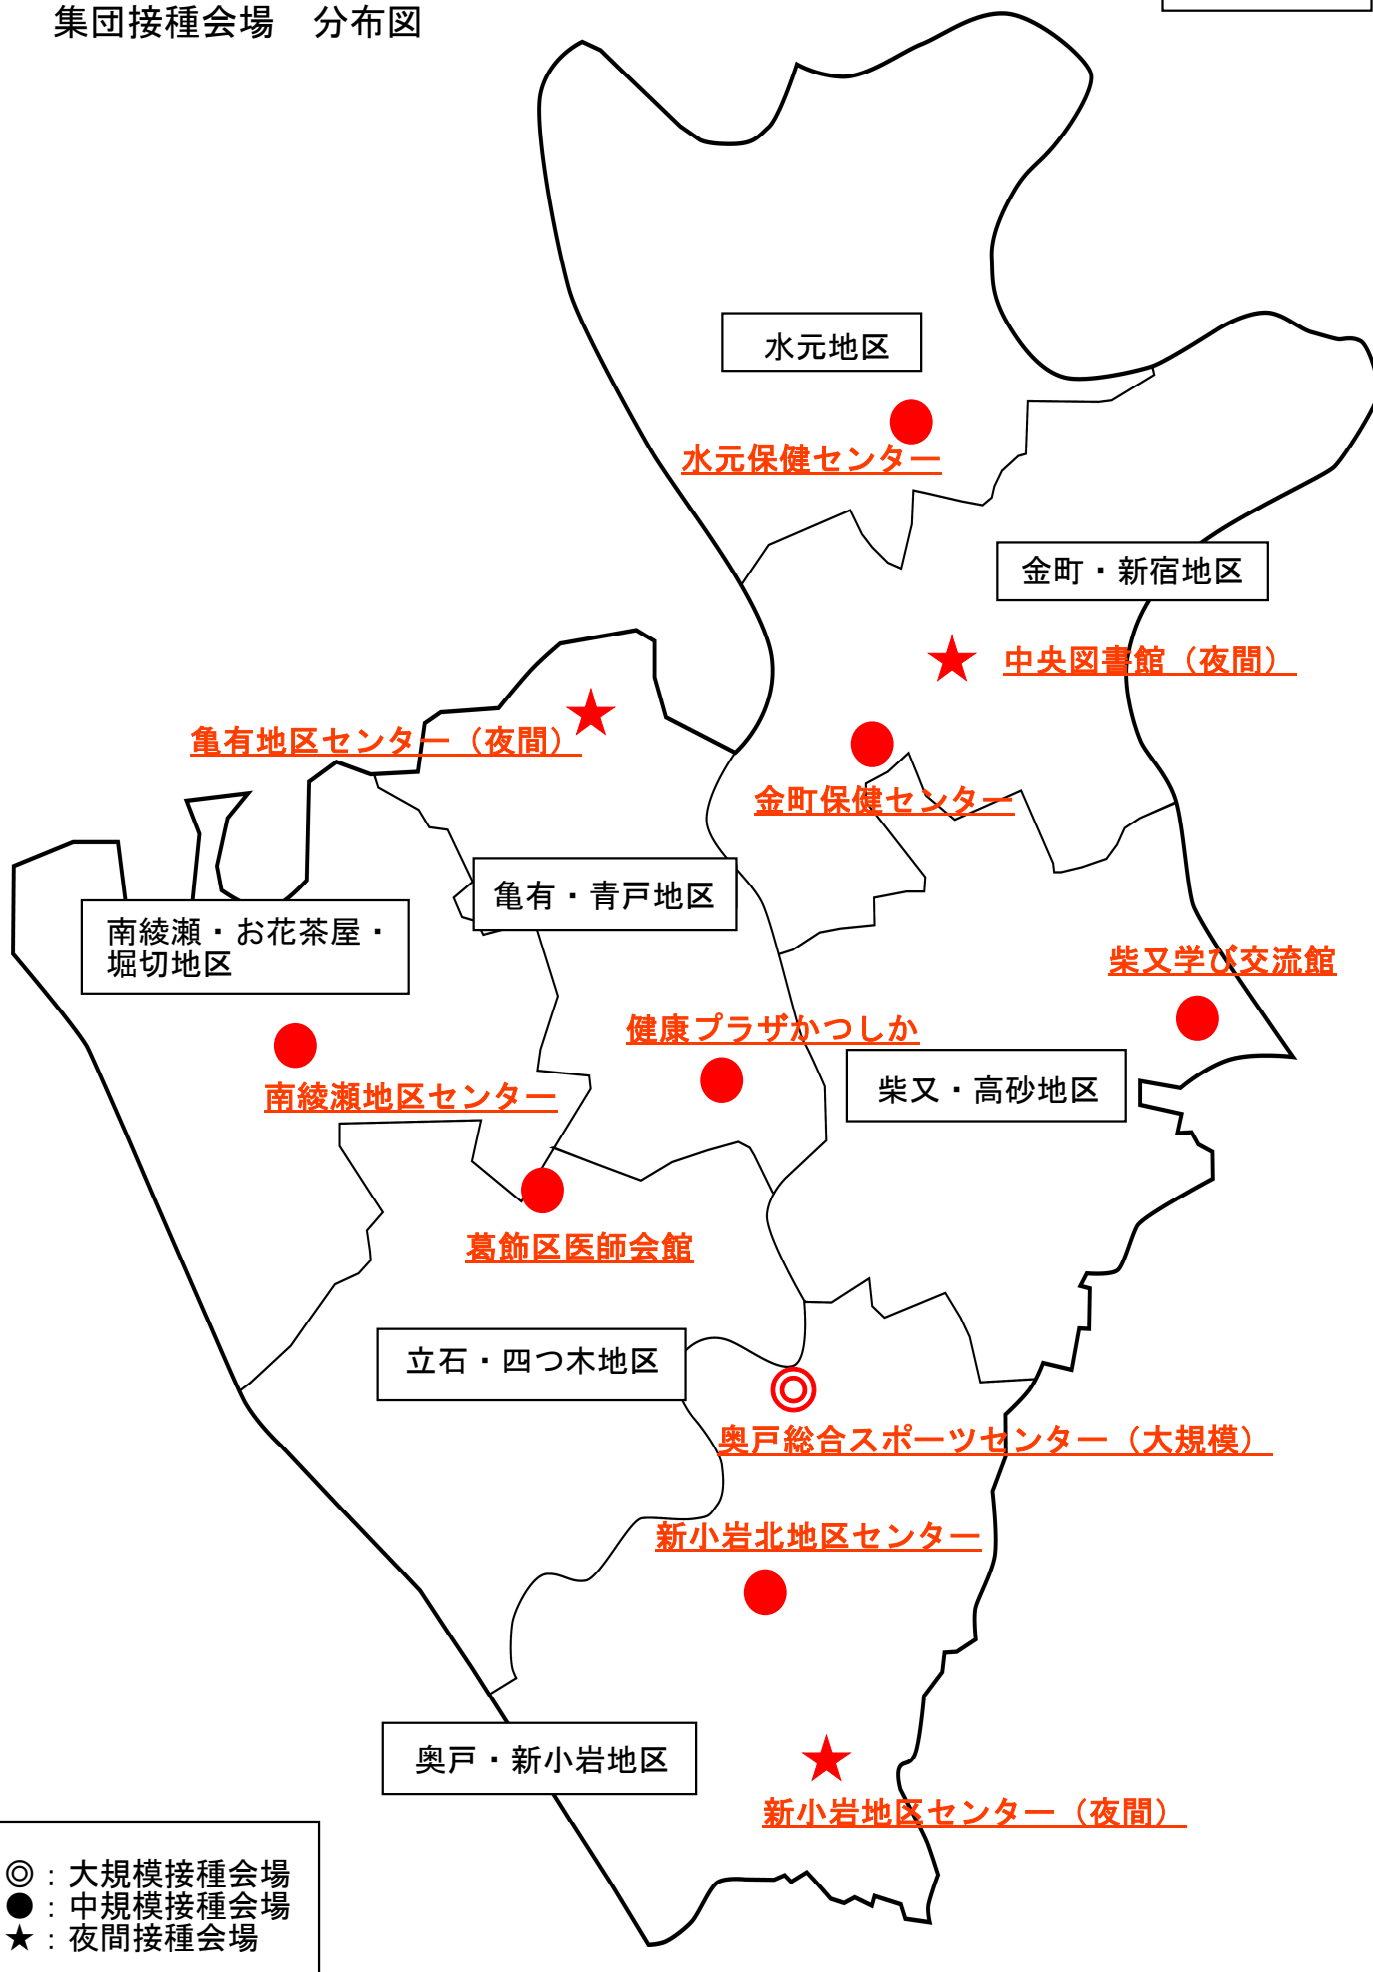 集団接種会場　分布図
水元地区
水元保健センター
金町・新宿地区
中央図書館（夜間）
亀有地区センター（夜間）
金町保健センター
亀有・青戸地区
南綾瀬・お花茶屋・
堀切地区
柴又学び交流館
健康プラザかつしか
柴又・高砂地区
南綾瀬地区センター
葛飾区医師会館
立石・四つ木地区
奥戸総合スポーツセンター（大規模）
新小岩北地区センター
奥戸・新小岩地区
新小岩地区センター（夜間）
◎：大規模接種会場
●：中規模接種会場
★：夜間接種会場